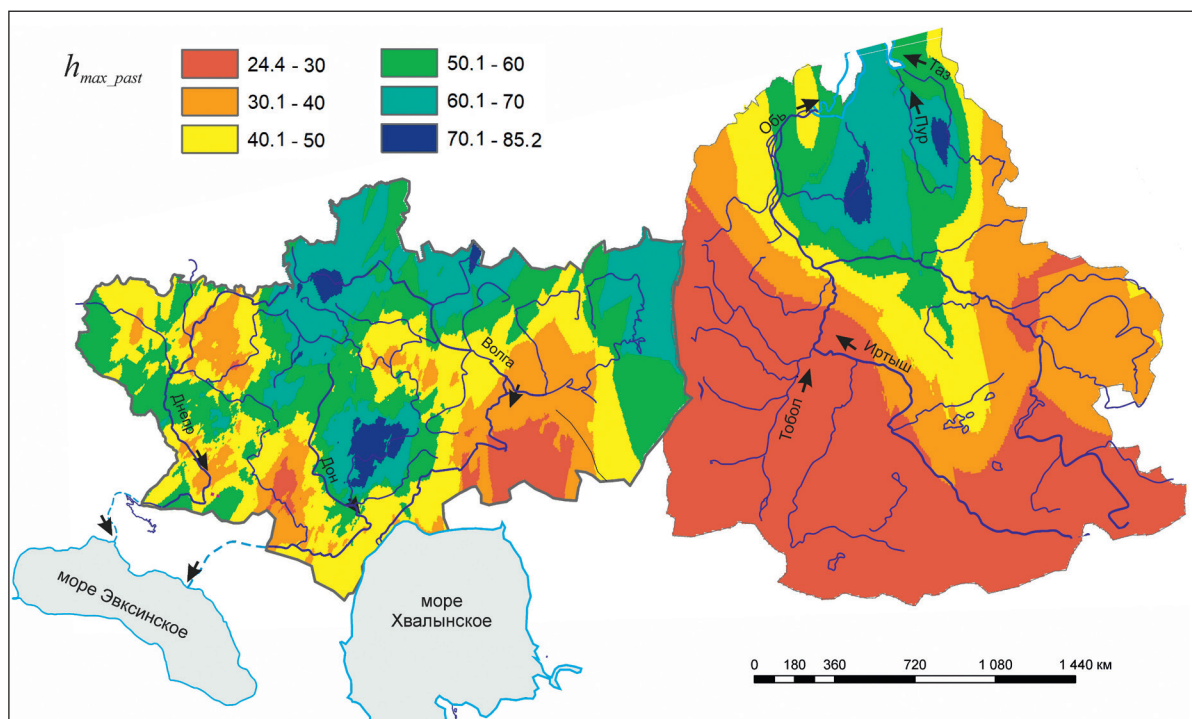 h_max_past
24.4 - 30
50.1 - 60
30.1 - 40
60.1 - 70
40.1 - 50
70.1 - 85.2
Таз
Обь
Пур
Волга
Иртыш
Днепр
Дон
Тобол
море Эвксинское
море
Хвалынское
0 180 360 720 1 080 1 440 км